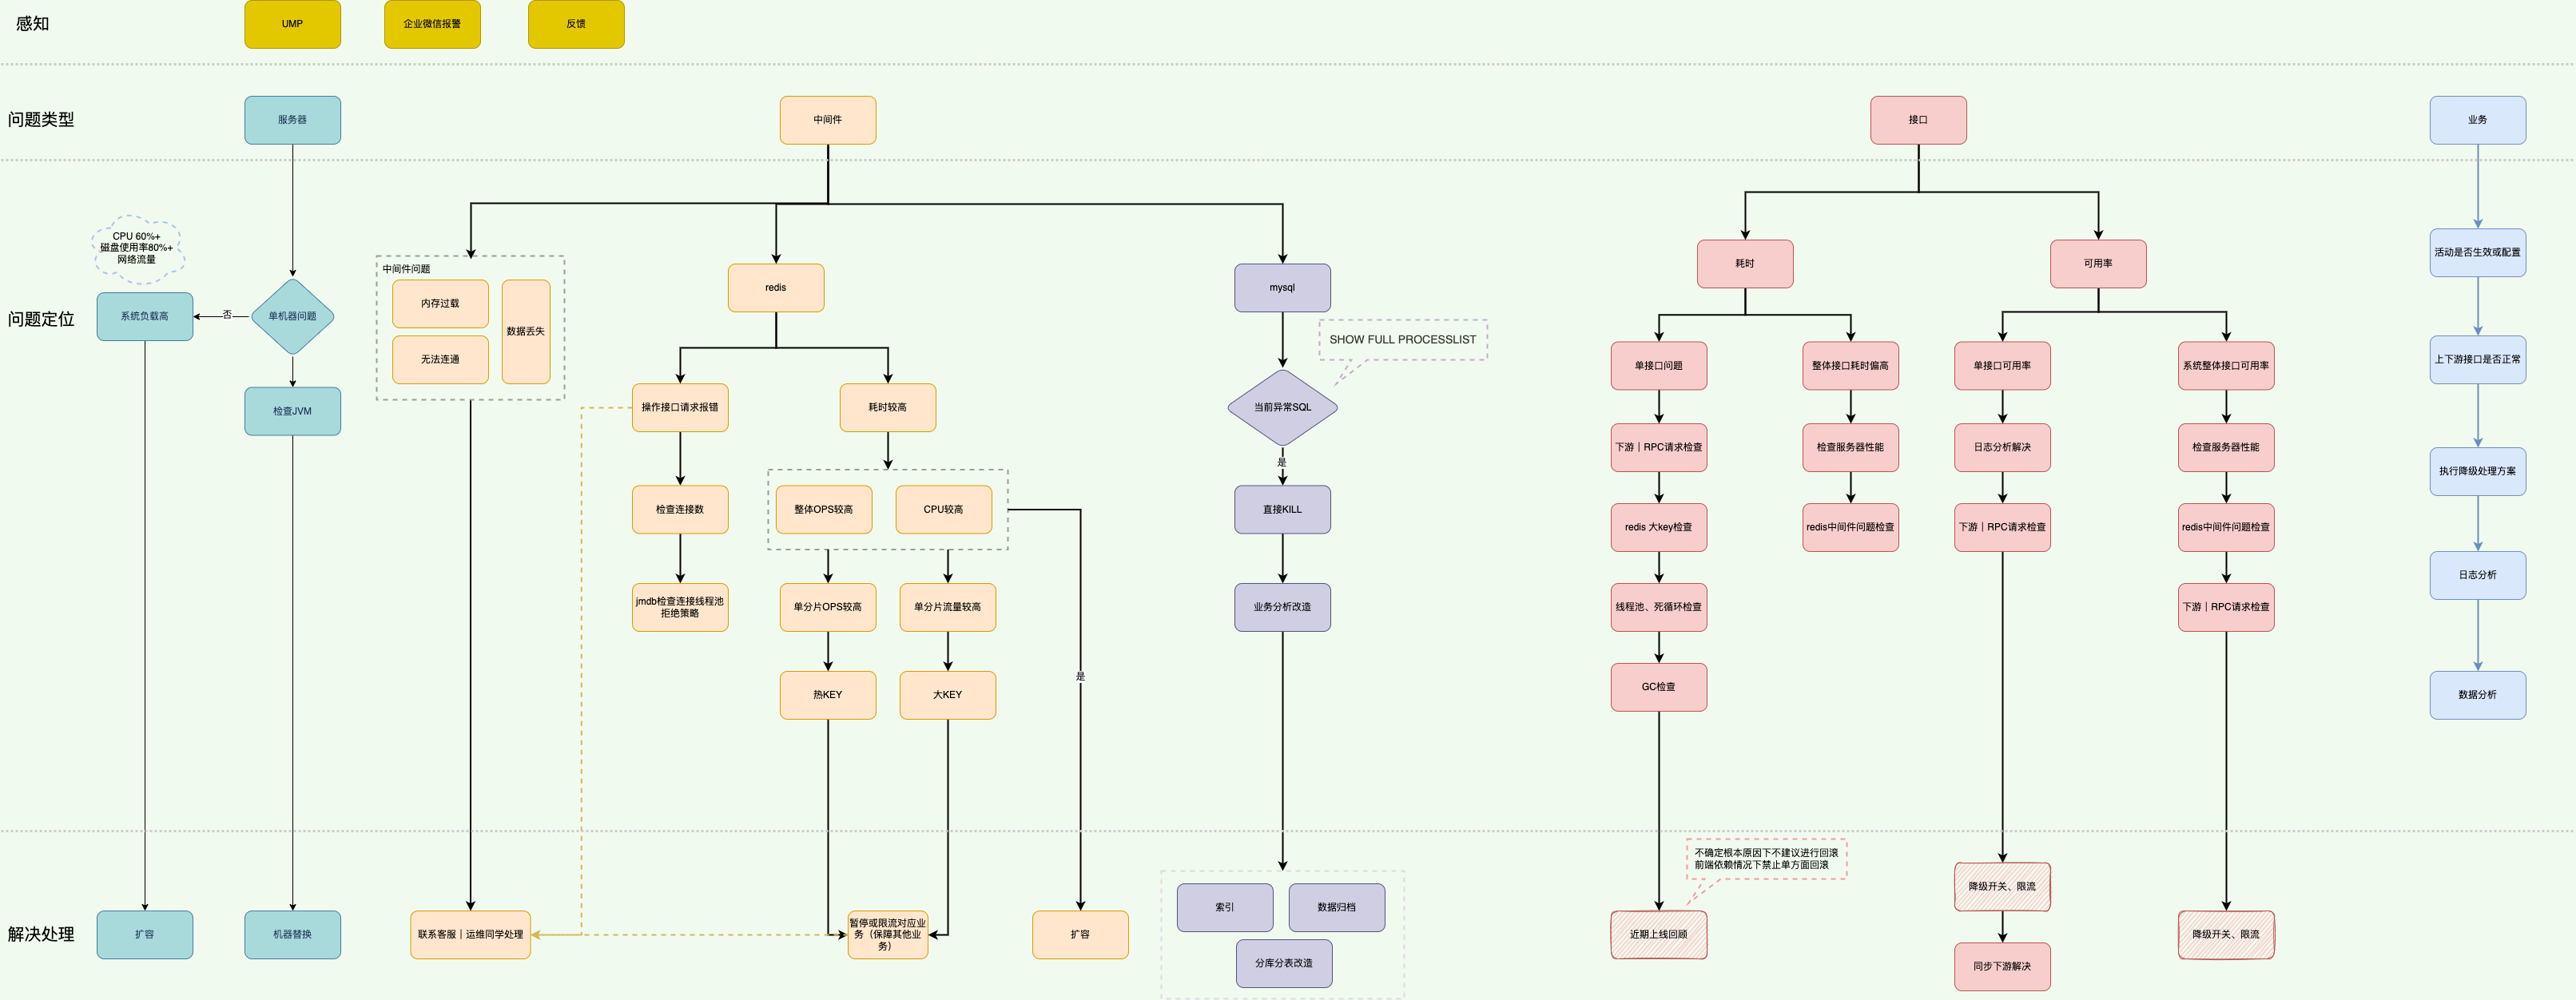 感知
UMP
企业微信报警
反馈
问题类型
服务器
中间件
接口
业务
问题定位
CPU 60%+
磁盘使用率80%+
网络流量
系统负载高
否
单机器问题
检查JVM
中间件问题
内存过载
无法连通
数据丢失
redis
操作接口请求报错
检查连接数
jmdb检查连接线程池
拒绝策略
耗时较高
整体OPS较高
CPU较高
单分片OPS较高
单分片流量较高
热KEY
大KEY
是
mysql
SHOW FULL PROCESSLIST
当前异常SQL
是
直接KILL
业务分析改造
耗时
单接口问题
下游｜RPC请求检查
redis 大key检查
线程池、死循环检查
GC检查
整体接口耗时偏高
检查服务器性能
redis中间件问题检查
可用率
单接口可用率
日志分析解决
下游｜RPC请求检查
系统整体接口可用率
检查服务器性能
redis中间件问题检查
下游｜RPC请求检查
活动是否生效或配置
上下游接口是否正常
执行降级处理方案
日志分析
数据分析
解决处理
扩容
机器替换
联系客服｜运维同学处理
暂停或限流对应业
务（保障其他业
务）
扩容
索引
数据归档
分库分表改造
不确定根本原因下不建议进行回滚
前端依赖情况下禁止单方面回滚
近期上线回顾
降级开关、限流
同步下游解决
降级开关、限流